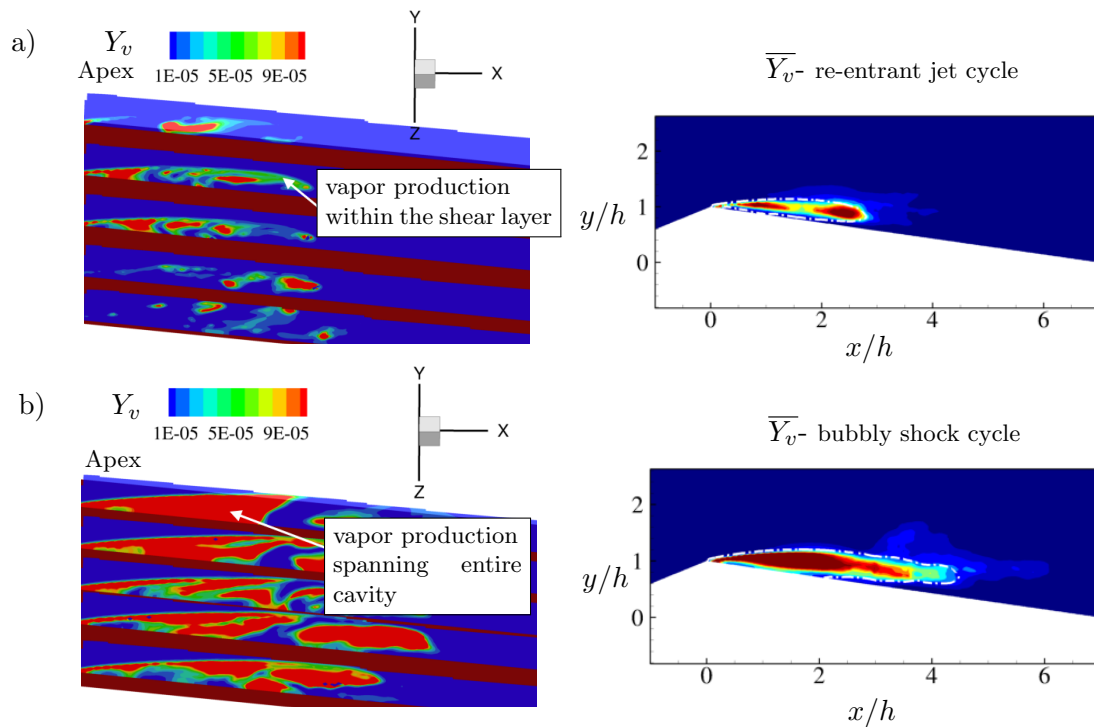 a)
Y_v
Apex
1E-05 5E-05 9E-05
Y
X
Z
vapor production
within the shear layer
\overline{Y_v}- re-entrant jet cycle
2
y/h
1
0
0 2 4 6
x/h
b)
Y_v
1E-05 5E-05 9E-05
Apex
Y
X
Z
vapor production
spanning entire
cavity
\overline{Y_v}- bubbly shock cycle
2
y/h
1
0
0 2 4 6
x/h